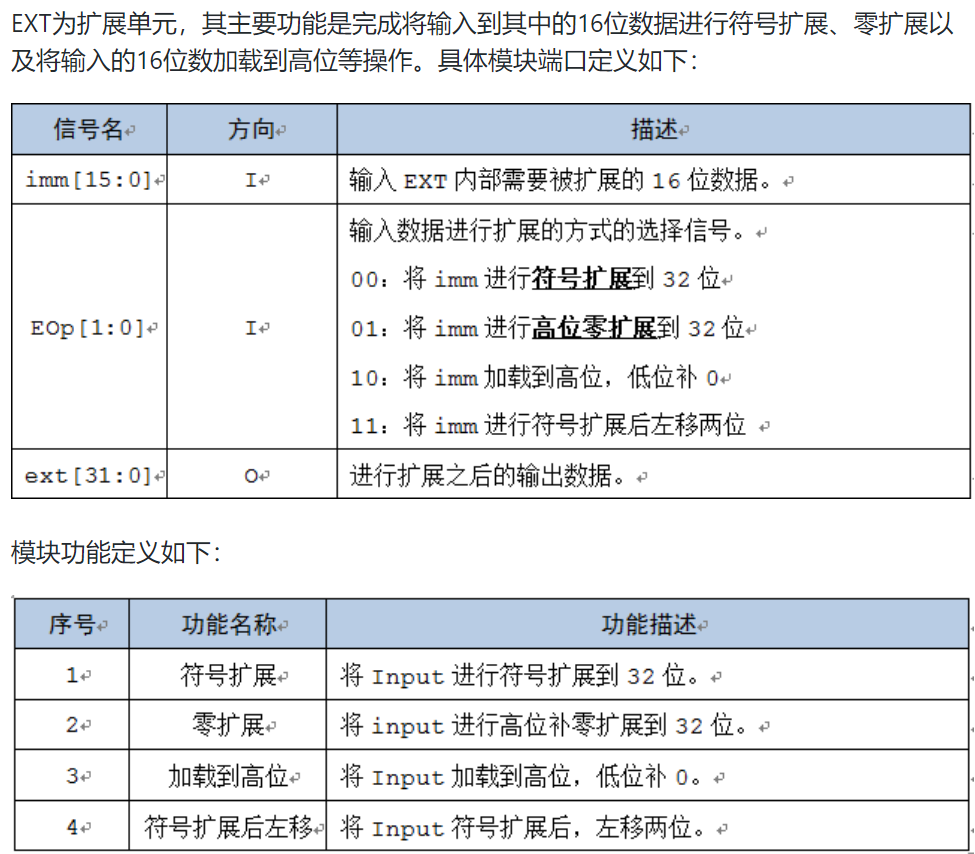 EXT为扩展单元，其主要功能是完成将输入到其中的16位数据进行符号扩展、零扩展以
及将输入的16位数加载到高位等操作。具体模块端口定义如下：
信号名 方向 描述
imm[15:0] I 输入 EXT 内部需要被扩展的 16 位数据。
EOp[1:0] I 输入数据进行扩展的方式的选择信号。
00：将 imm 进行符号扩展到 32 位
01：将 imm 进行高位零扩展到 32 位
10：将 imm 加载到高位，低位补 0
11：将 imm 进行符号扩展后左移两位
ext[31:0] O 进行扩展之后的输出数据。
模块功能定义如下：
序号 功能名称 功能描述
1 符号扩展 将 Input 进行符号扩展到 32 位。
2 零扩展 将 input 进行高位补零扩展到 32 位。
3 加载到高位 将 Input 加载到高位，低位补 0。
4 符号扩展后左移 将 Input 符号扩展后，左移两位。